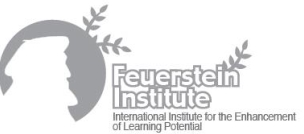 Feuerstein
Institute
International Institute for the Enhancement
of Learning Potential